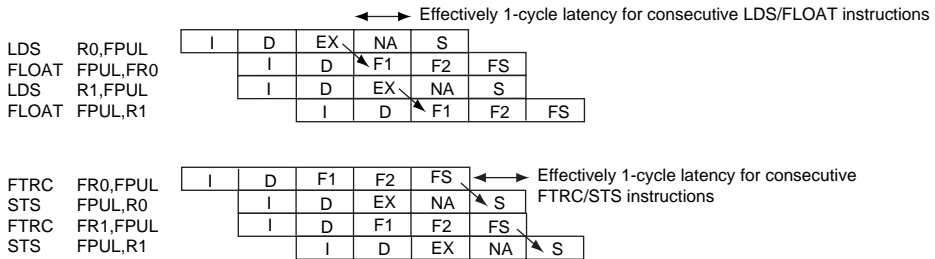 Effectively 1-cycle latency for consecutive LDS/FLOAT instructions
LDS R0,FPUL I D EX NA S
FLOAT FPUL,FR0 I D F1 F2 FS
LDS R1,FPUL I D EX NA S
FLOAT FPUL,R1 I D F1 F2 FS
FTRC FR0,FPUL I D F1 F2 FS Effectively 1-cycle latency for consecutive
FTRC/STS instructions
STS FPUL,R0 I D EX NA S
FTRC FR1,FPUL I D F1 F2 FS
STS FPUL,R1 I D EX NA S